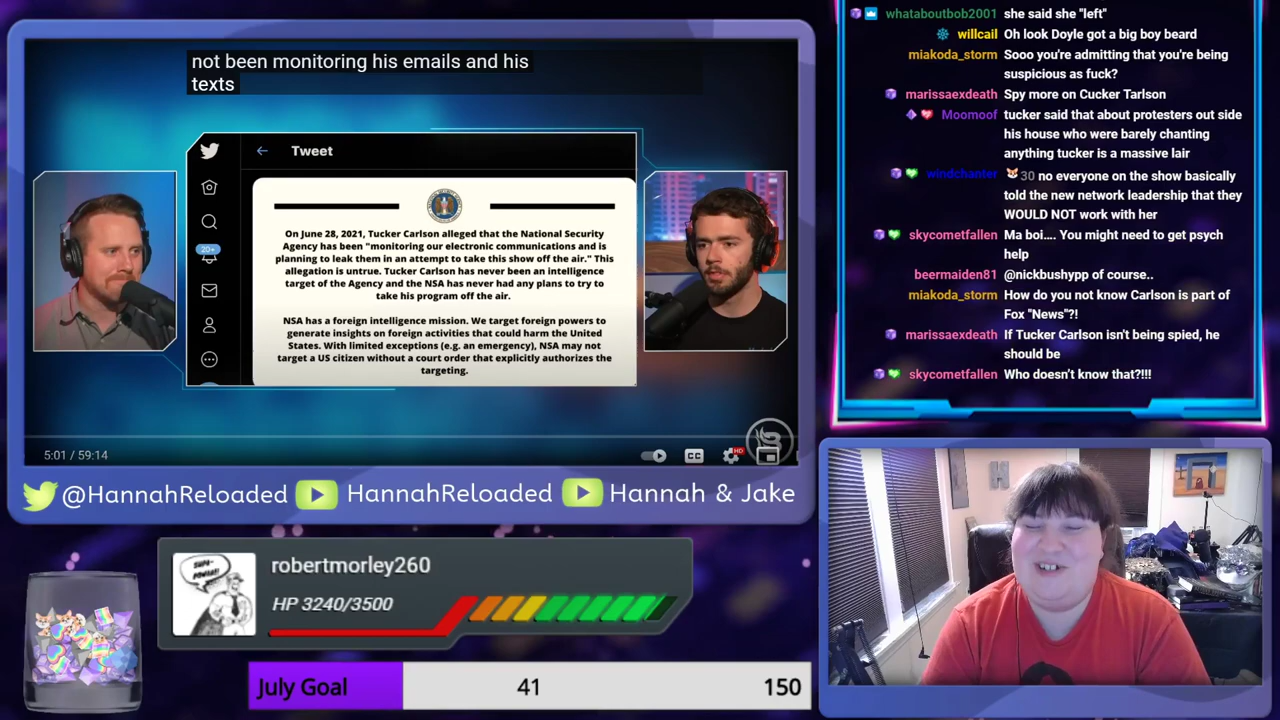 not been monitoring his emails and his
texts
Tweet
20+
On June 28, 2021, Tucker Carlson alleged that the National Security
Agency has been "monitoring our electronic communications and is
planning to leak them in an attempt to take this show off the air." This
allegation is untrue. Tucker Carlson has never been an intelligence
target of the Agency and the NSA has never had any plans to try to
take his program off the air.
NSA has a foreign intelligence mission. We target foreign powers to
generate insights on foreign activities that could harm the United
States. With limited exceptions (e.g. an emergency), NSA may not
target a US citizen without a court order that explicitly authorizes the
targeting.
5:01 / 59:14
CC
HD
@HannahReloaded
HannahReloaded
Hannah & Jake
robertmorley260
HP 3240/3500
July Goal
41
150
whataboutbob2001 she said she "left"
willcail Oh look Doyle got a big boy beard
miakoda_storm Sooo you're admitting that you're being
suspicious as fuck?
marissaexdeath Spy more on Cucker Tarlson
Moomoof tucker said that about protesters out side
his house who were barely chanting
anything tucker is a massive lair
windchanter 30 no everyone on the show basically
told the new network leadership that they
WOULD NOT work with her
skycometfallen Ma boi.... You might need to get psych
help
beermaiden81 @nickbushypp of course..
miakoda_storm How do you not know Carlson is part of
Fox "News"?!
marissaexdeath If Tucker Carlson isn't being spied, he
should be
skycometfallen Who doesn't know that?!!!